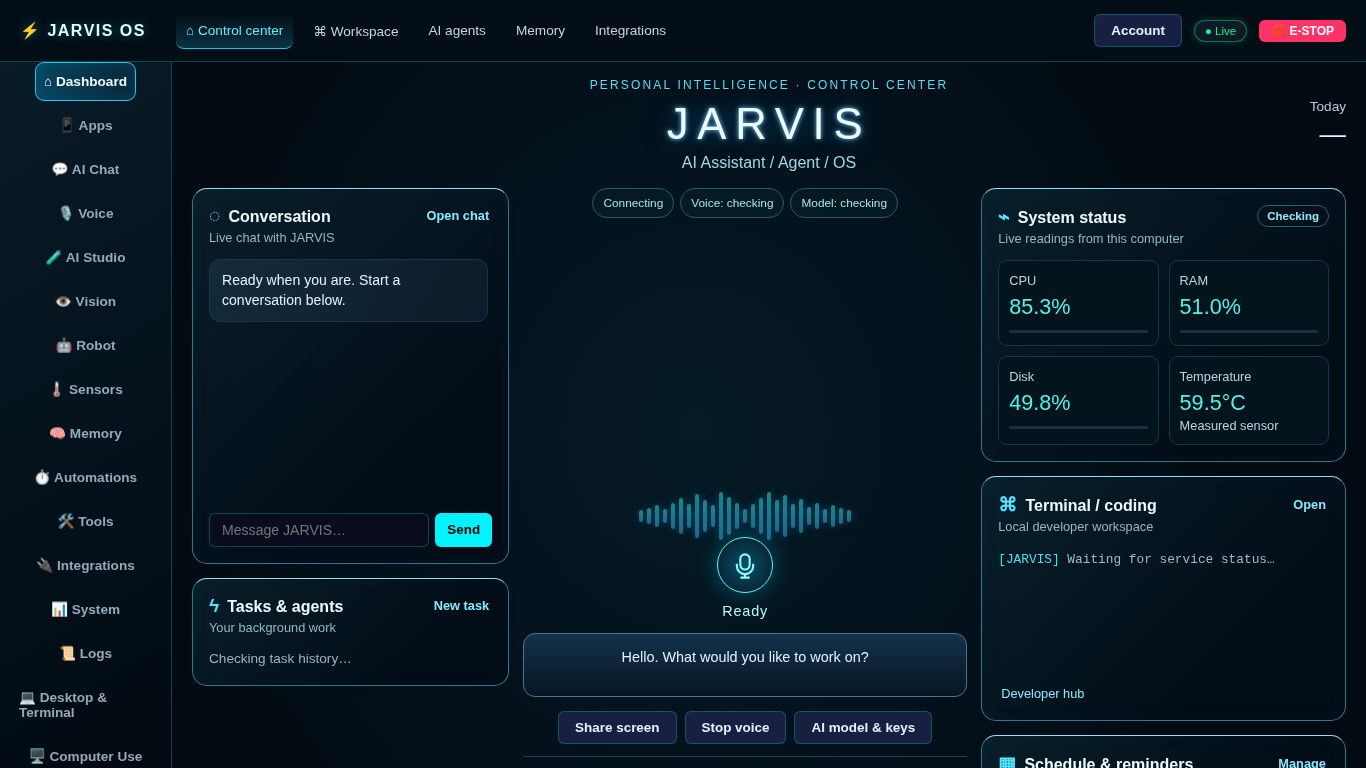 ⚡ JARVIS OS
⌂ Control center
⌘ Workspace
AI agents
Memory
Integrations
Account
● Live
🔴 E-STOP
⌂ Dashboard
📱 Apps
💬 AI Chat
🎙️ Voice
🧪 AI Studio
👁️ Vision
🤖 Robot
🌡️ Sensors
🧠 Memory
⏱️ Automations
🛠️ Tools
🔌 Integrations
📊 System
📜 Logs
💻 Desktop &
Terminal
🖥️ Computer Use
PERSONAL INTELLIGENCE · CONTROL CENTER
JARVIS
AI Assistant / Agent / OS
Today
—
Conversation
Open chat
Live chat with JARVIS
Ready when you are. Start a
conversation below.
Message JARVIS…
Send
ϟ Tasks & agents
New task
Your background work
Checking task history…
Connecting
Voice: checking
Model: checking
Ready
Hello. What would you like to work on?
Share screen
Stop voice
AI model & keys
⌁ System status
Checking
Live readings from this computer
CPU
85.3%
RAM
51.0%
Disk
49.8%
Temperature
59.5°C
Measured sensor
⌘ Terminal / coding
Open
Local developer workspace
[JARVIS] Waiting for service status…
Developer hub
▦ Schedule & reminders
Manage